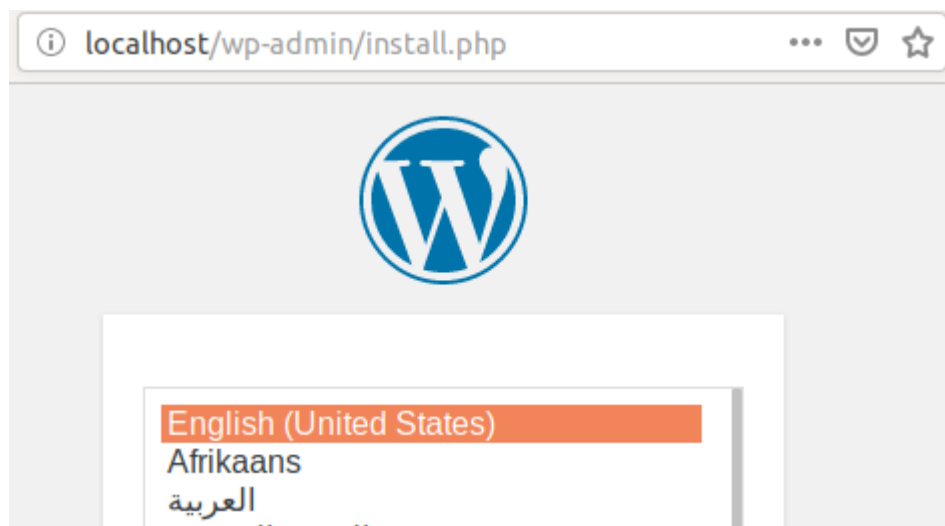 localhost/wp-admin/install.php
English (United States)
Afrikaans
العربية